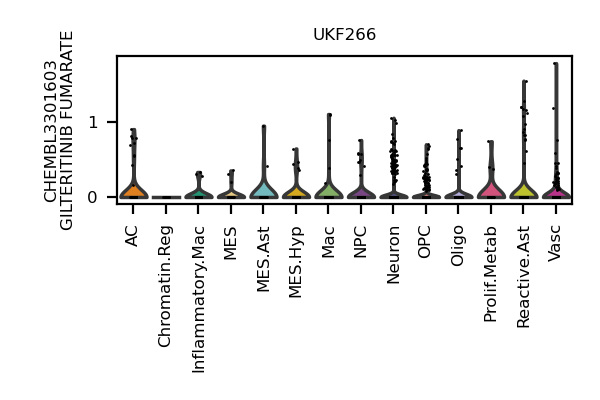 UKF266
CHEMBL3301603
GILTERITINIB FUMARATE
1
0
AC
Chromatin.Reg
Inflammatory.Mac
MES
MES.Ast
MES.Hyp
Mac
NPC
Neuron
OPC
Oligo
Prolif.Metab
Reactive.Ast
Vasc